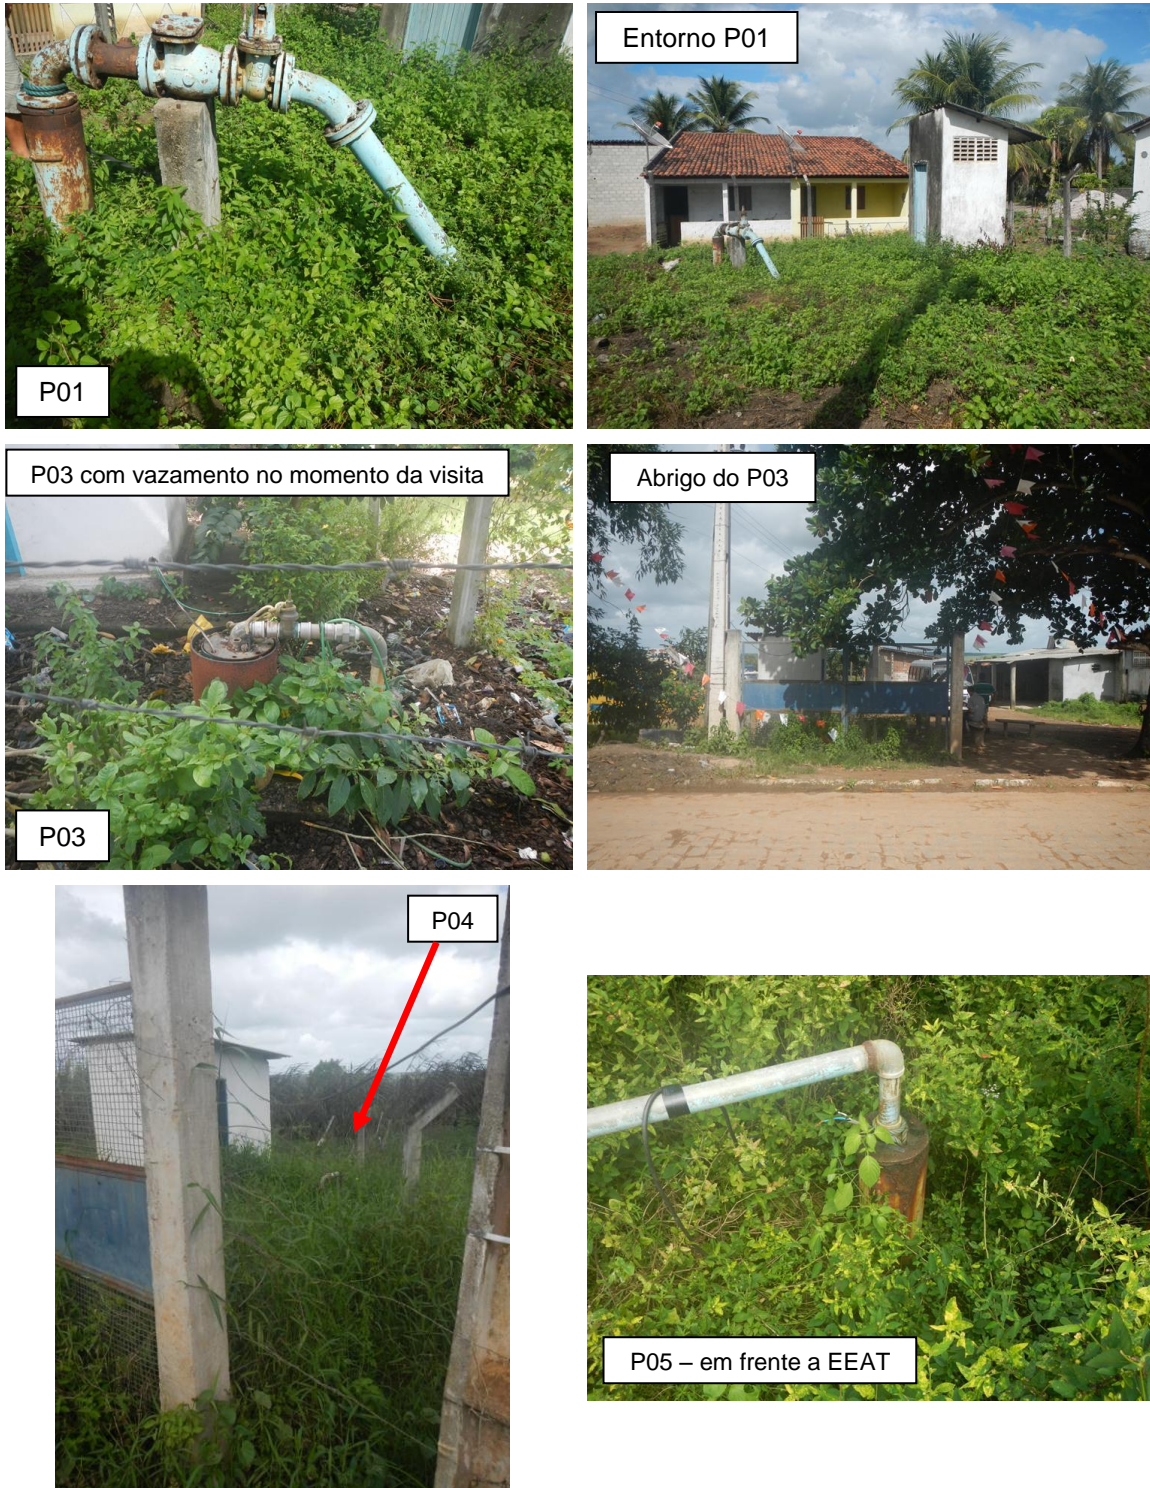 P01
Entorno P01
P03 com vazamento no momento da visita
P03
Abrigo do P03
P04
P05 – em frente a EEAT